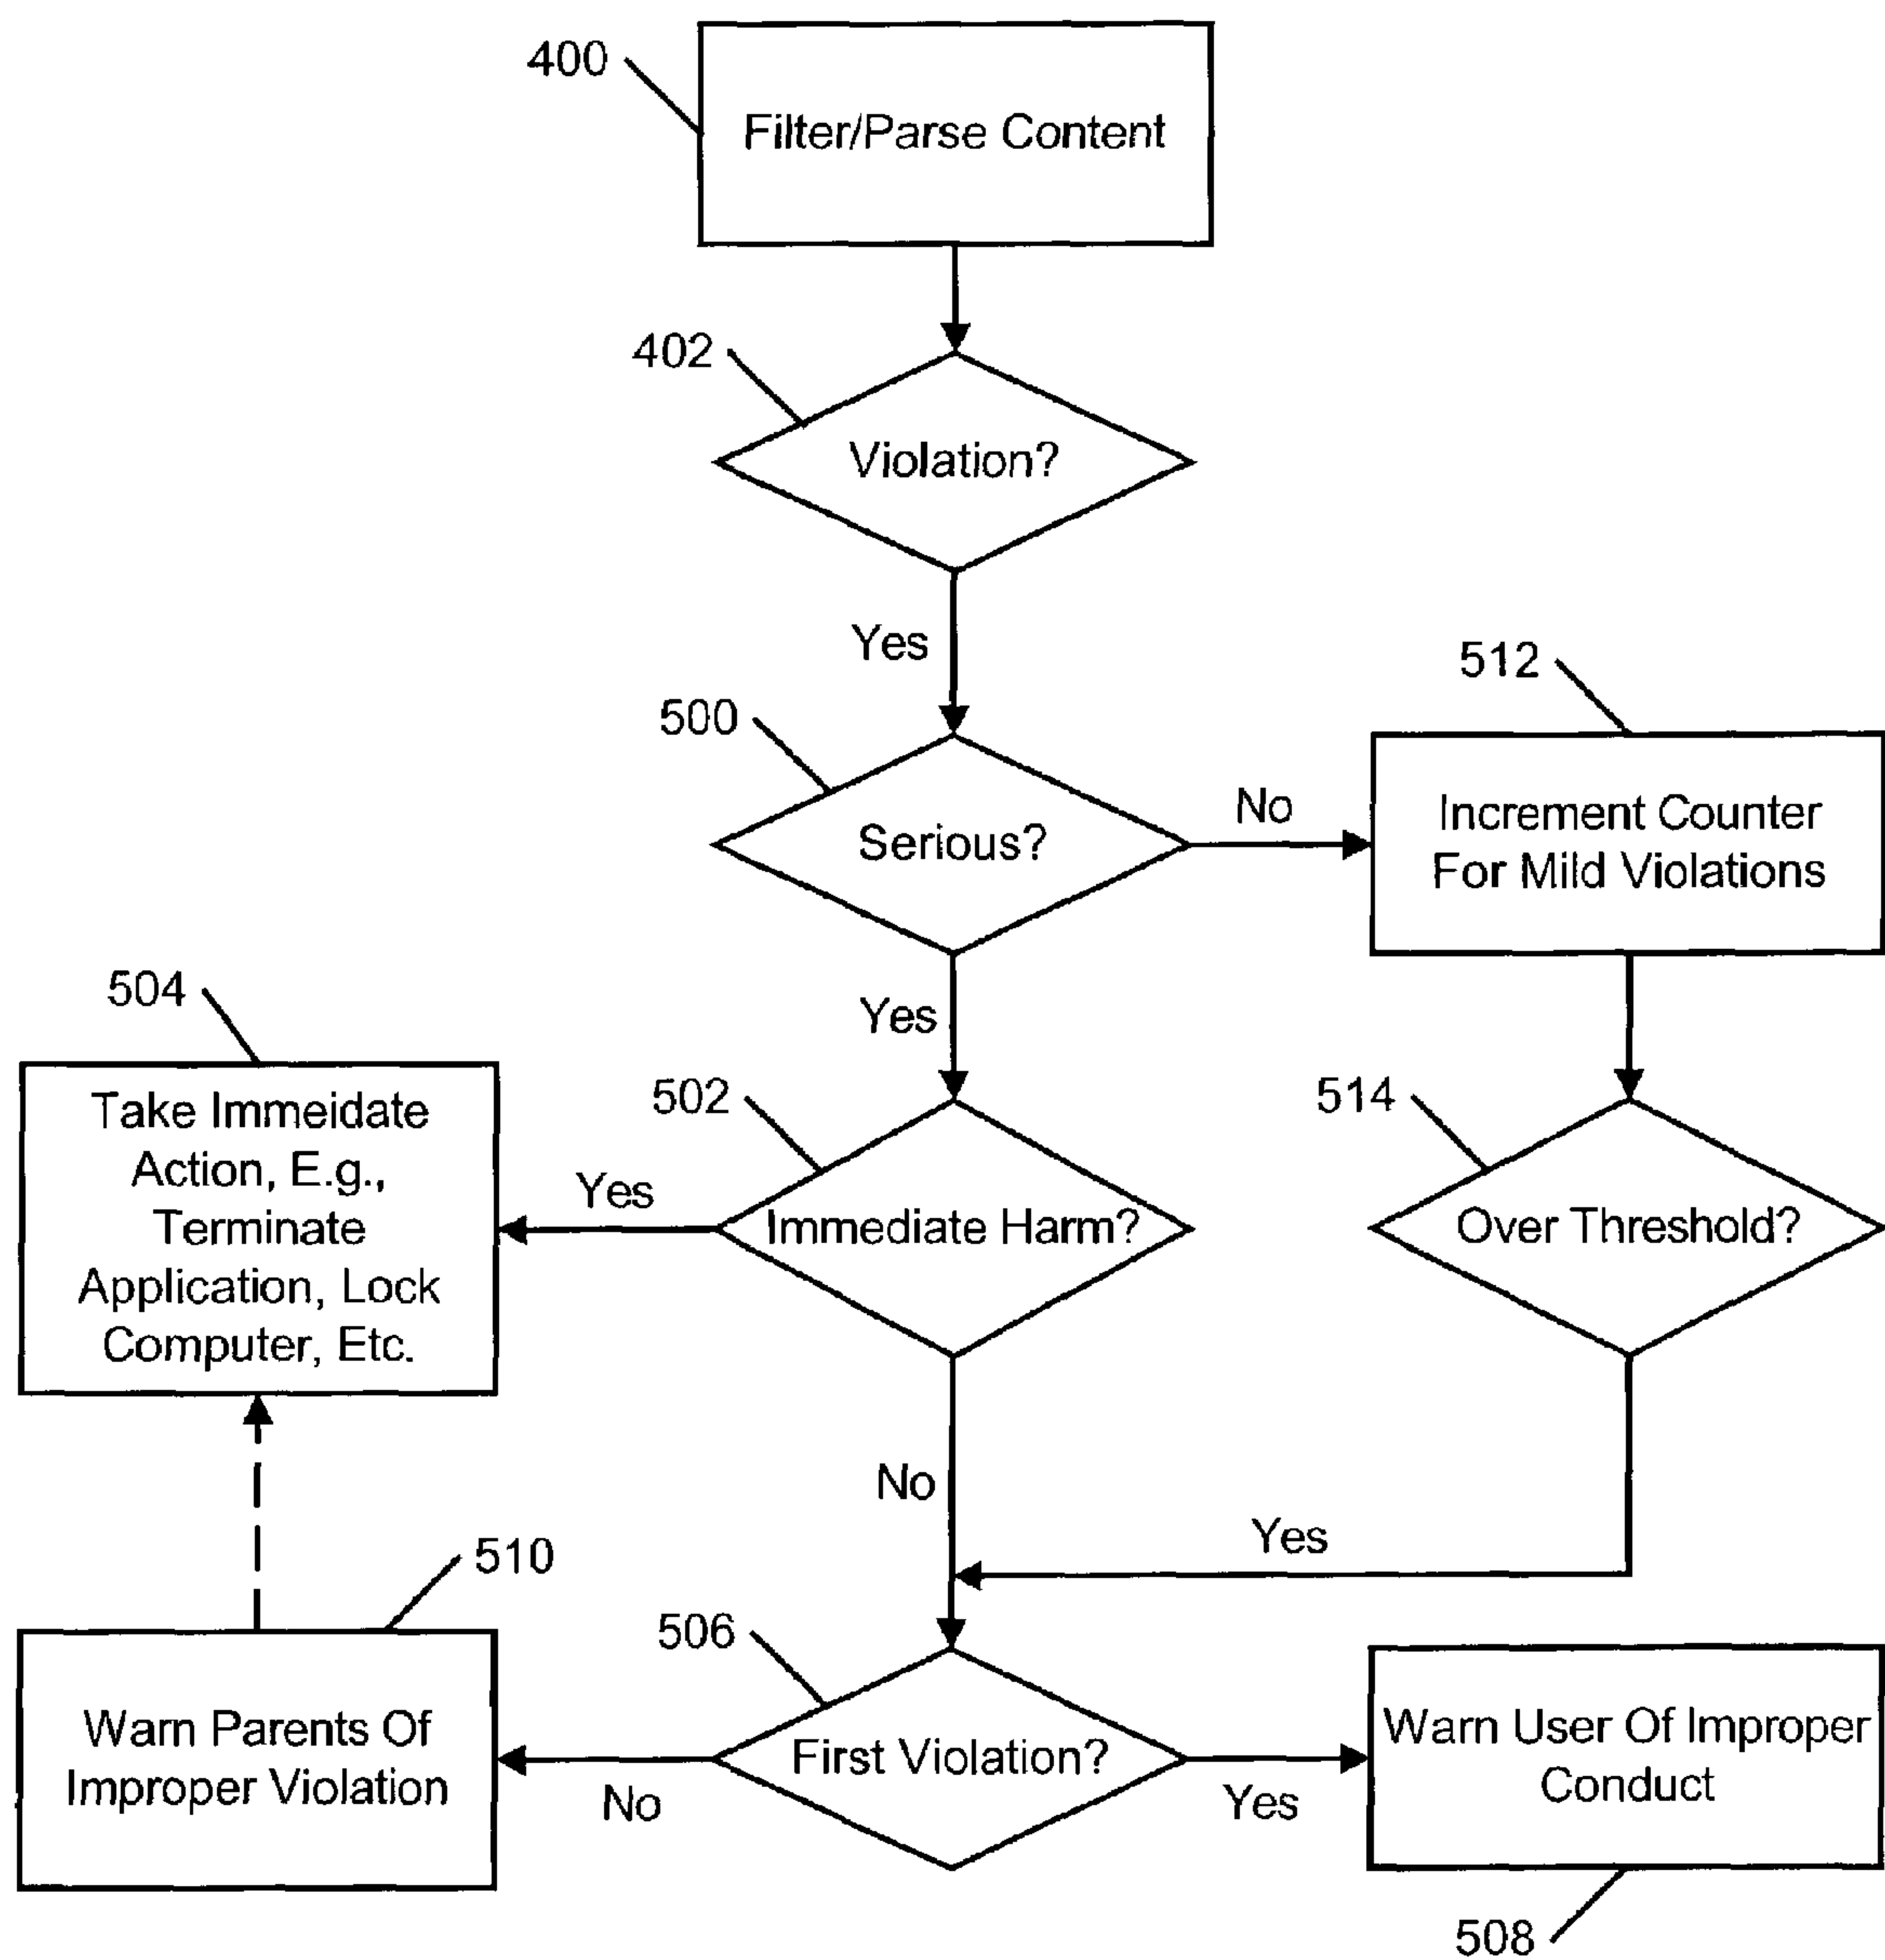 400
Filter/Parse Content
402
Violation?
Yes
500
Serious?
No
512
Increment Counter
For Mild Violations
Yes
504
Take Immeidate
Action, E.g.,
Terminate
Application, Lock
Computer, Etc.
502
Immediate Harm?
Yes
514
Over Threshold?
No
Yes
510
Warn Parents Of
Improper Violation
506
First Violation?
No
Yes
Warn User Of Improper
Conduct
508